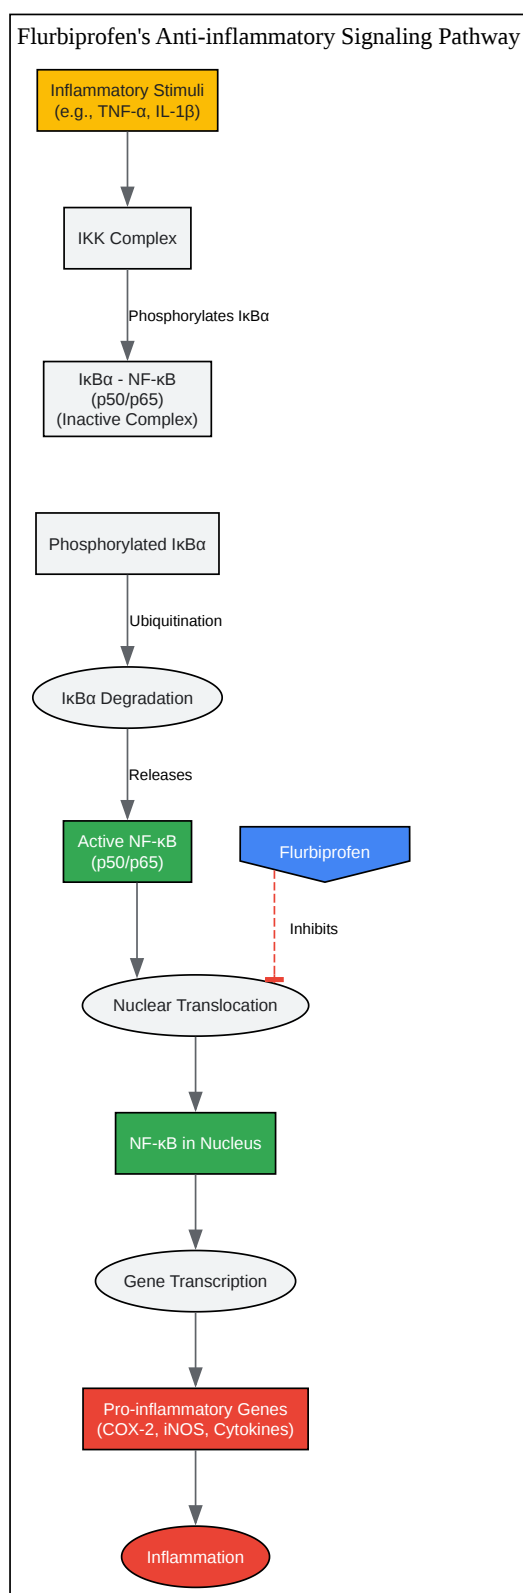 Flurbiprofen's Anti-inflammatory Signaling Pathway
Inflammatory Stimuli
(e.g., TNF-α, IL-1β)
IKK Complex
Phosphorylates IκBα
IκBα - NF-κB
(p50/p65)
(Inactive Complex)
Phosphorylated IκBα
Ubiquitination
IκBα Degradation
Releases
Active NF-κB
(p50/p65)
Flurbiprofen
Inhibits
Nuclear Translocation
NF-κB in Nucleus
Gene Transcription
Pro-inflammatory Genes
(COX-2, iNOS, Cytokines)
Inflammation